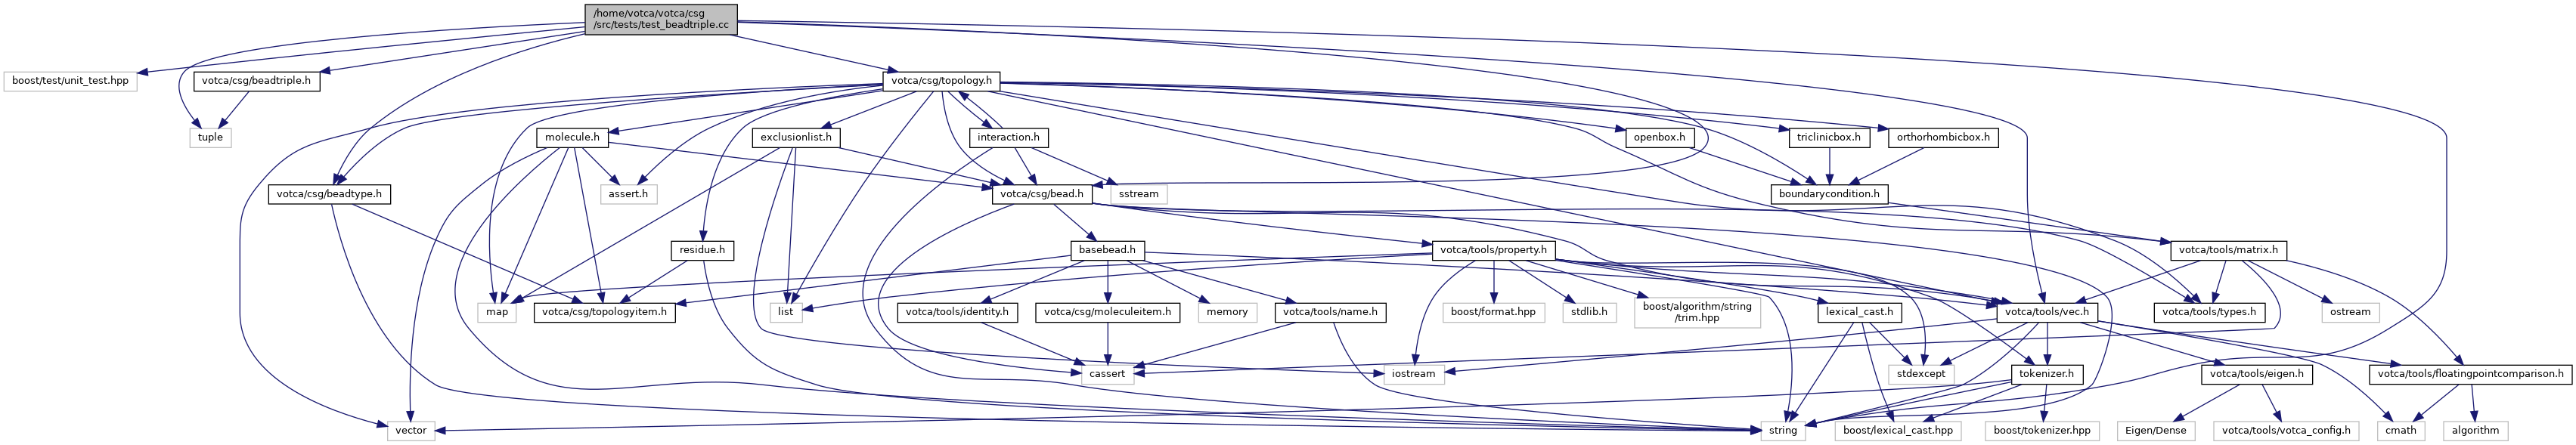 /home/votca/votca/csg
/src/tests/test_beadtriple.cc
boost/test/unit_test.hpp
votca/csg/beadtriple.h
votca/csg/topology.h
tuple
molecule.h
exclusionlist.h
interaction.h
openbox.h
triclinicbox.h
orthorhombicbox.h
votca/csg/beadtype.h
assert.h
votca/csg/bead.h
sstream
boundarycondition.h
residue.h
basebead.h
votca/tools/property.h
votca/tools/matrix.h
map
votca/csg/topologyitem.h
list
votca/tools/identity.h
votca/csg/moleculeitem.h
memory
votca/tools/name.h
boost/format.hpp
stdlib.h
boost/algorithm/string
/trim.hpp
lexical_cast.h
votca/tools/vec.h
votca/tools/types.h
ostream
cassert
iostream
stdexcept
tokenizer.h
votca/tools/eigen.h
votca/tools/floatingpointcomparison.h
vector
string
boost/lexical_cast.hpp
boost/tokenizer.hpp
Eigen/Dense
votca/tools/votca_config.h
cmath
algorithm